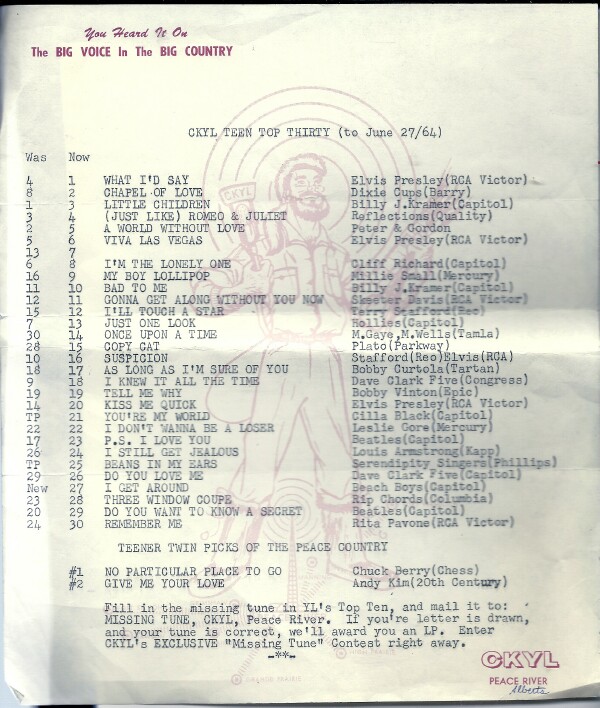 You Heard It On
The BIG VOICE In The BIG COUNTRY
CKYL TEEN TOP THIRTY (to June 27/64)
Was Now
4 1 WHAT I'D SAY Elvis Presley(RCA Victor)
8 2 CHAPEL OF LOVE Dixie Cups(Barry)
1 3 LITTLE CHILDREN Billy J.Kramer(Capitol)
3 4 (JUST LIKE) ROMEO & JULIET Reflections(Quality)
2 5 A WORLD WITHOUT LOVE Peter & Gordon
5 6 VIVA LAS VEGAS Elvis Presley(RCA Victor)
13 7
6 8 I'M THE LONELY ONE Cliff Richard(Capitol)
16 9 MY BOY LOLLIPOP Millie Small(Mercury)
11 10 BAD TO ME Billy J.Kramer(Capitol)
12 11 GONNA GET ALONG WITHOUT YOU NOW Skeeter Davis(RCA Victor)
15 12 I'LL TOUCH A STAR Terry Stafford(Reo)
7 13 JUST ONE LOOK Hollies(Capitol)
30 14 ONCE UPON A TIME M.Gaye,M.Wells(Tamla)
28 15 COPY CAT Plato(Parkway)
10 16 SUSPICION Stafford(Reo)Elvis(RCA)
18 17 AS LONG AS I'M SURE OF YOU Bobby Curtola(Tartan)
9 18 I KNEW IT ALL THE TIME Dave Clark Five(Congress)
19 19 TELL ME WHY Bobby Vinton(Epic)
14 20 KISS ME QUICK Elvis Presley(RCA Victor)
TP 21 YOU'RE MY WORLD Cilla Black(Capitol)
22 22 I DON'T WANNA BE A LOSER Leslie Gore(Mercury)
17 23 P.S. I LOVE YOU Beatles(Capitol)
26 24 I STILL GET JEALOUS Louis Armstrong(Kapp)
TP 25 BEANS IN MY EARS Serendipity Singers(Phillips)
29 26 DO YOU LOVE ME Dave Clark Five(Capitol)
New 27 I GET AROUND Beach Boys(Capitol)
23 28 THREE WINDOW COUPE Rip Chords(Columbia)
20 29 DO YOU WANT TO KNOW A SECRET Beatles(Capitol)
24 30 REMEMBER ME Rita Pavone(RCA Victor)
TEENER TWIN PICKS OF THE PEACE COUNTRY
#1 NO PARTICULAR PLACE TO GO Chuck Berry(Chess)
#2 GIVE ME YOUR LOVE Andy Kim(20th Century)
Fill in the missing tune in YL's Top Ten, and mail it to:
MISSING TUNE, CKYL, Peace River. If you're letter is drawn,
and your tune is correct, we'll award you an LP. Enter
CKYL's EXCLUSIVE "Missing Tune" Contest right away.
-**-
CKYL
PEACE RIVER
Alberta
CKYL